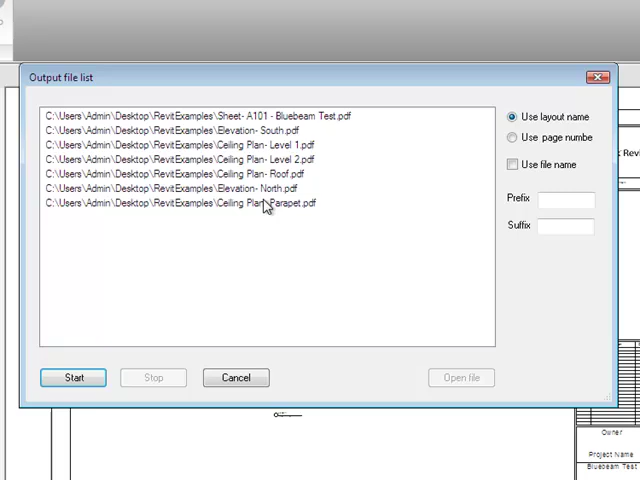 Output file list
C:\Users\Admin\Desktop\RevitExamples\Sheet- A101 - Bluebeam Test.pdf
C:\Users\Admin\Desktop\RevitExamples\Elevation- South.pdf
C:\Users\Admin\Desktop\RevitExamples\Ceiling Plan- Level 1.pdf
C:\Users\Admin\Desktop\RevitExamples\Ceiling Plan- Level 2.pdf
C:\Users\Admin\Desktop\RevitExamples\Ceiling Plan- Roof.pdf
C:\Users\Admin\Desktop\RevitExamples\Elevation- North.pdf
C:\Users\Admin\Desktop\RevitExamples\Ceiling Plan- Parapet.pdf
Use layout name
Use page numbe
Use file name
Prefix
Suffix
Start
Stop
Cancel
Open file
k Revi
Owner
Project Name
Bluebeam Test